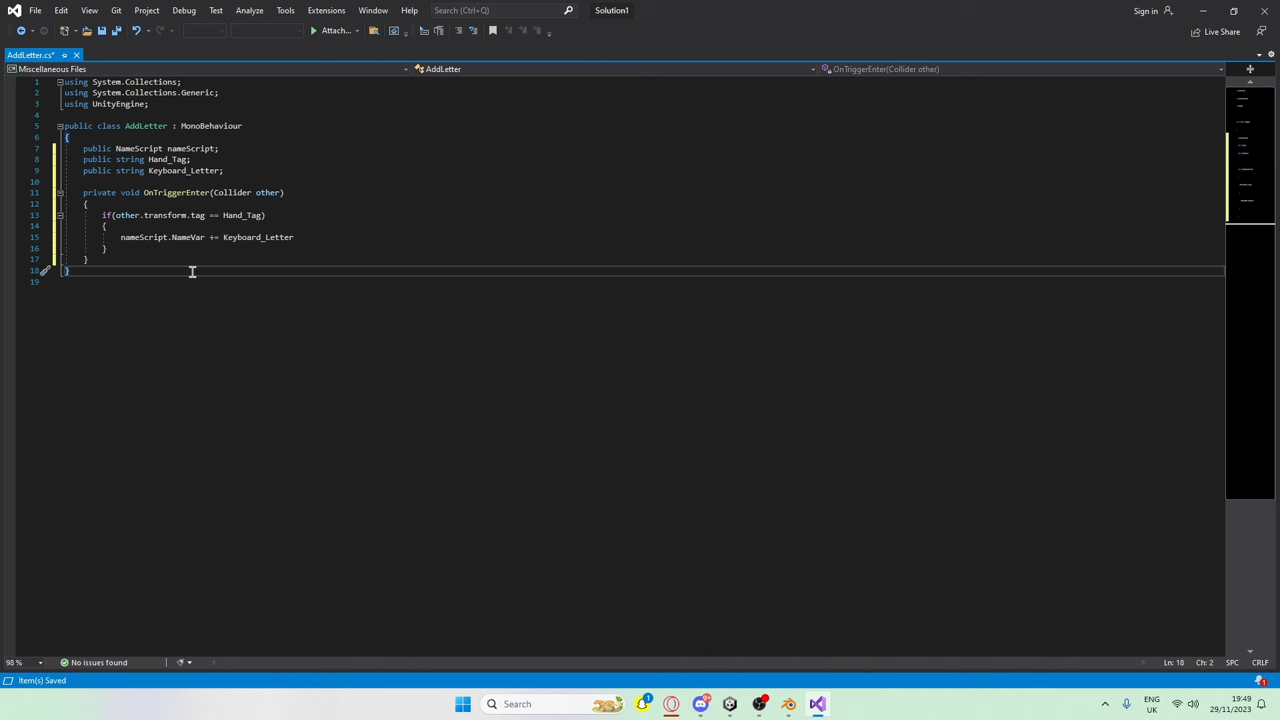 File Edit View Git Project Debug Test Analyze Tools Extensions Window Help Search (Ctrl+Q) Solution1 Sign in
Attach... Live Share
AddLetter.cs*
Miscellaneous Files AddLetter OnTriggerEnter(Collider other)
1 using System.Collections;
2 using System.Collections.Generic;
3 using UnityEngine;
4
5 public class AddLetter : MonoBehaviour
6 {
7 public NameScript nameScript;
8 public string Hand_Tag;
9 public string Keyboard_Letter;
10
11 private void OnTriggerEnter(Collider other)
12 {
13 if(other.transform.tag == Hand_Tag)
14 {
15 nameScript.NameVar += Keyboard_Letter
16 }
17 }
18 }
19
98 % No issues found Ln: 18 Ch: 2 SPC CRLF
Item(s) Saved 1
Search 1 9+ ENG 19:49
UK 29/11/2023